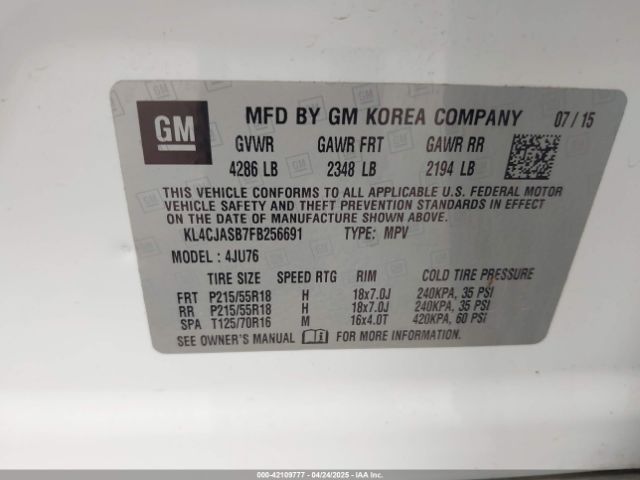 GM MFD BY GM KOREA COMPANY 07/15
GVWR GAWR FRT GAWR RR
4286 LB 2348 LB 2194 LB
THIS VEHICLE CONFORMS TO ALL APPLICABLE U.S. FEDERAL MOTOR
VEHICLE SAFETY AND THEFT PREVENTION STANDARDS IN EFFECT
ON THE DATE OF MANUFACTURE SHOWN ABOVE.
KL4CJASB7FB256691 TYPE: MPV
MODEL : 4JU76
TIRE SIZE SPEED RTG RIM COLD TIRE PRESSURE
FRT P215/55R18 H 18x7.0J 240KPA, 35 PSI
RR P215/55R18 H 18x7.0J 240KPA, 35 PSI
SPA T125/70R16 M 16x4.0T 420KPA, 60 PSI
SEE OWNER'S MANUAL FOR MORE INFORMATION.
000-42109777 04/24/2025 IAAI.COM